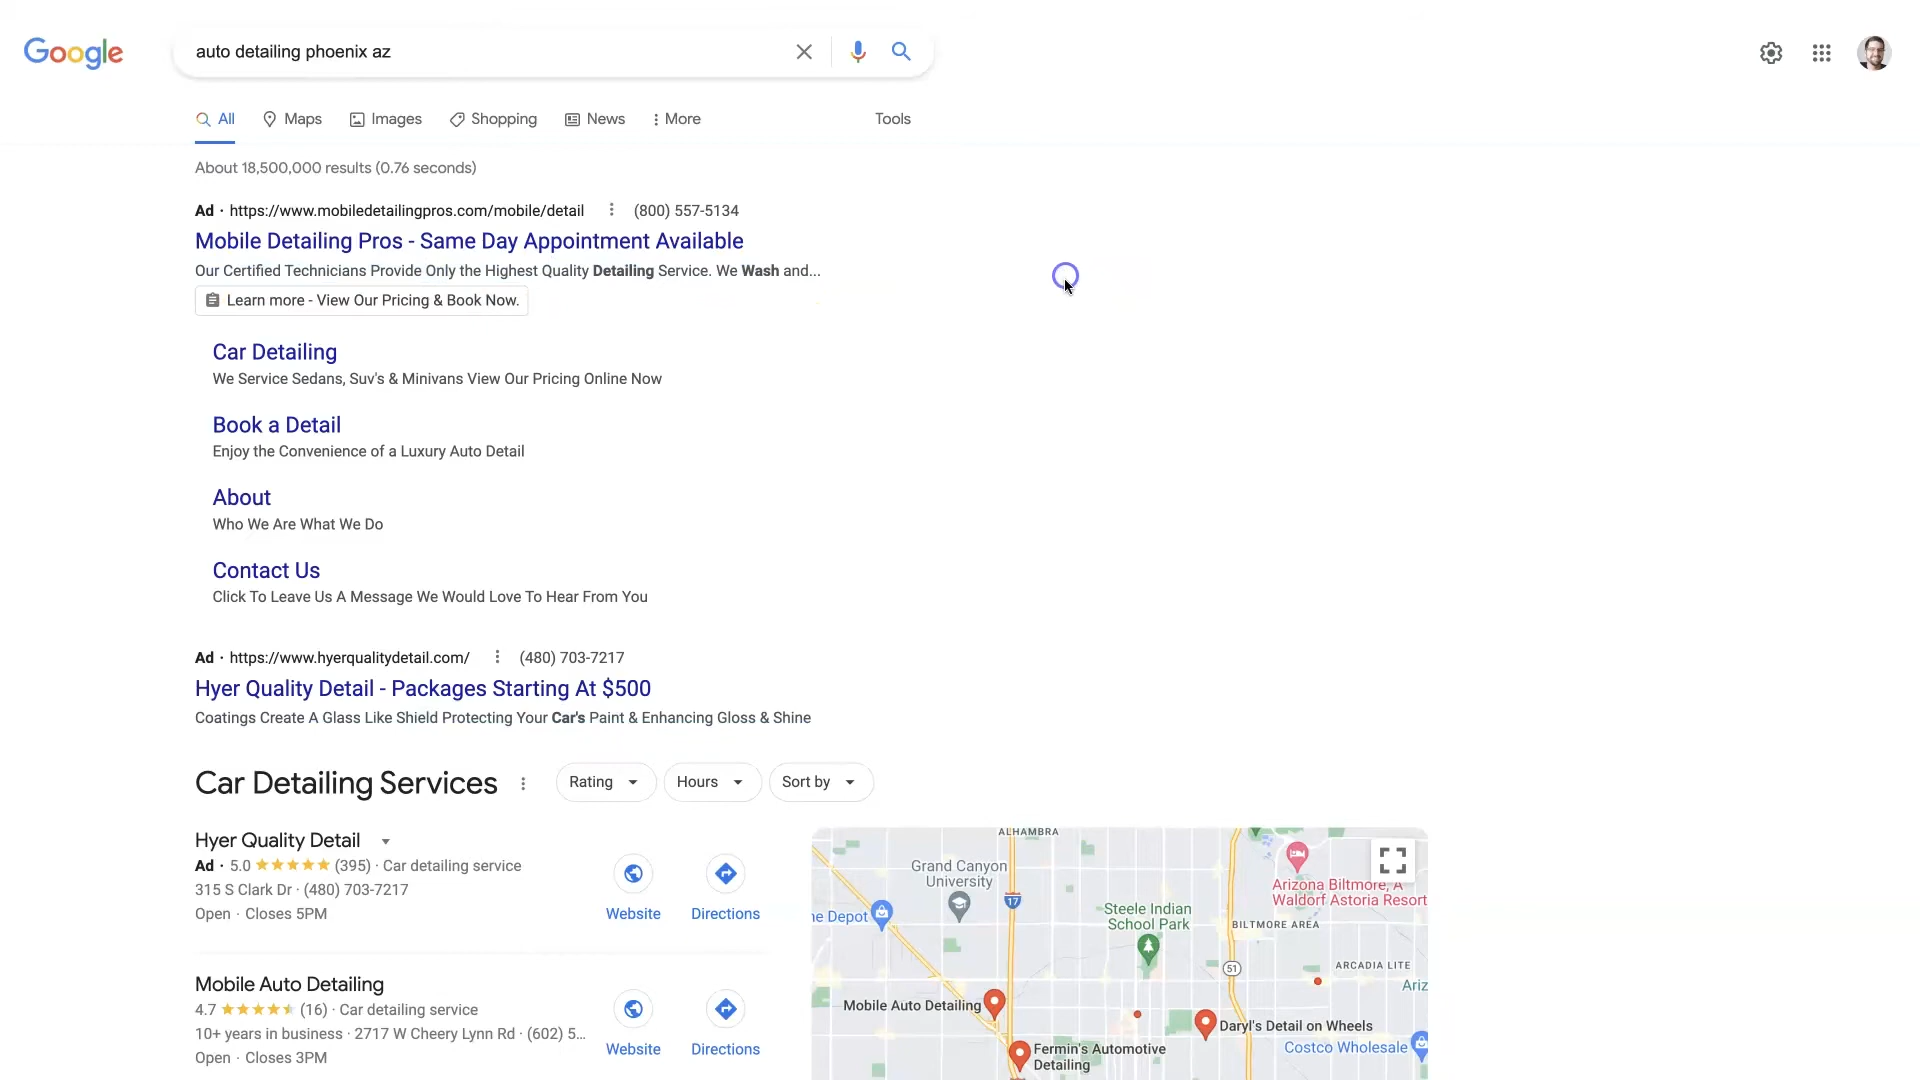 Google
auto detailing phoenix az
All
Maps
Images
Shopping
News
More
Tools
About 18,500,000 results (0.76 seconds)
Ad · https://www.mobiledetailingpros.com/mobile/detail (800) 557-5134
Mobile Detailing Pros - Same Day Appointment Available
Our Certified Technicians Provide Only the Highest Quality Detailing Service. We Wash and...
Learn more - View Our Pricing & Book Now.
Car Detailing
We Service Sedans, Suv's & Minivans View Our Pricing Online Now
Book a Detail
Enjoy the Convenience of a Luxury Auto Detail
About
Who We Are What We Do
Contact Us
Click To Leave Us A Message We Would Love To Hear From You
Ad · https://www.hyerqualitydetail.com/ (480) 703-7217
Hyer Quality Detail - Packages Starting At $500
Coatings Create A Glass Like Shield Protecting Your Car's Paint & Enhancing Gloss & Shine
Car Detailing Services
Rating
Hours
Sort by
Hyer Quality Detail
Ad · 5.0 (395) · Car detailing service
315 S Clark Dr · (480) 703-7217
Open · Closes 5PM
Website
Directions
Mobile Auto Detailing
4.7 (16) · Car detailing service
10+ years in business · 2717 W Cheery Lynn Rd · (602) 5...
Open · Closes 3PM
Website
Directions
ALHAMBRA
Grand Canyon
University
17
Arizona Biltmore, A
Waldorf Astoria Resort
Steele Indian
School Park
BILTMORE AREA
ne Depot
51
ARCADIA LITE
Ariz
Mobile Auto Detailing
Daryl's Detail on Wheels
Costco Wholesale
Fermin's Automotive
Detailing